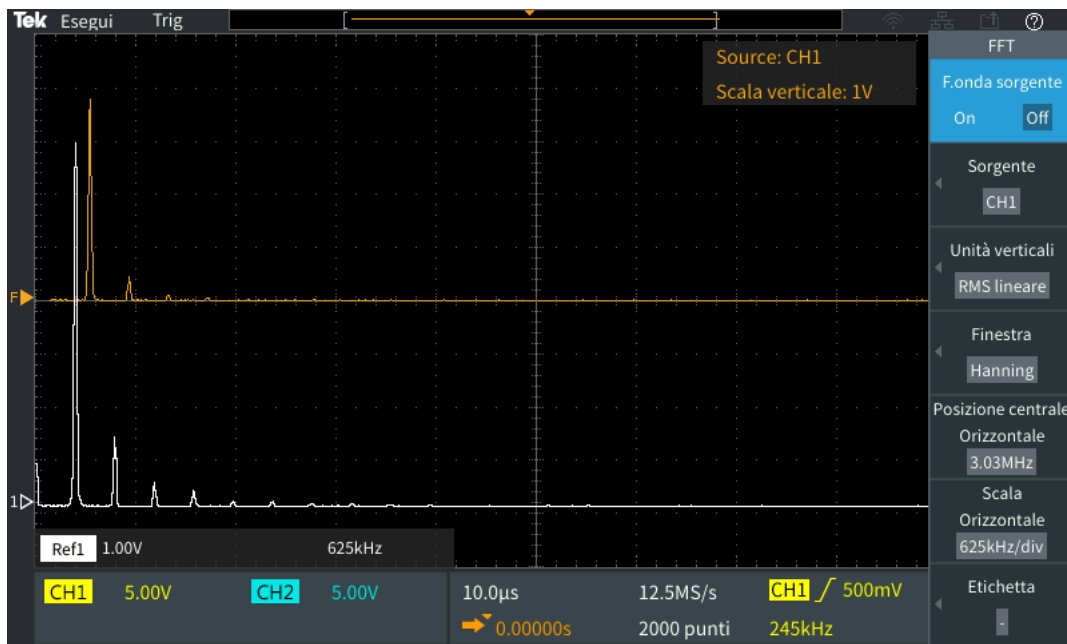 Tek Esegui Trig
Source: CH1
Scala verticale: 1V
F
1
Ref1 1.00V 625kHz
CH1 5.00V CH2 5.00V
10.0µs 12.5MS/s CH1 500mV
0.00000s 2000 punti 245kHz
FFT
F.onda sorgente
On Off
Sorgente
CH1
Unità verticali
RMS lineare
Finestra
Hanning
Posizione centrale
Orizzontale
3.03MHz
Scala
Orizzontale
625kHz/div
Etichetta
-